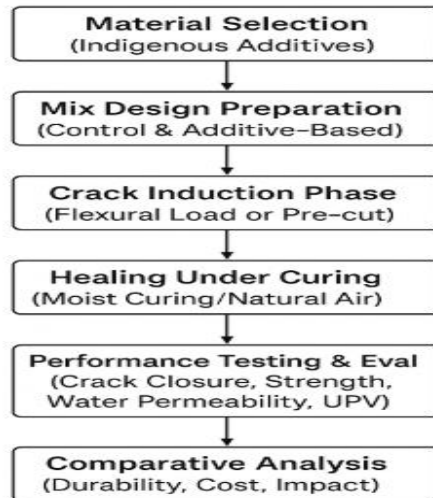 Material Selection
(Indigenous Additives)
Mix Design Preparation
(Control & Additive-Based)
Crack Induction Phase
(Flexural Load or Pre-cut)
Healing Under Curing
(Moist Curing/Natural Air)
Performance Testing & Eval
(Crack Closure, Strength,
Water Permeability, UPV)
Comparative Analysis
(Durability, Cost, Impact)